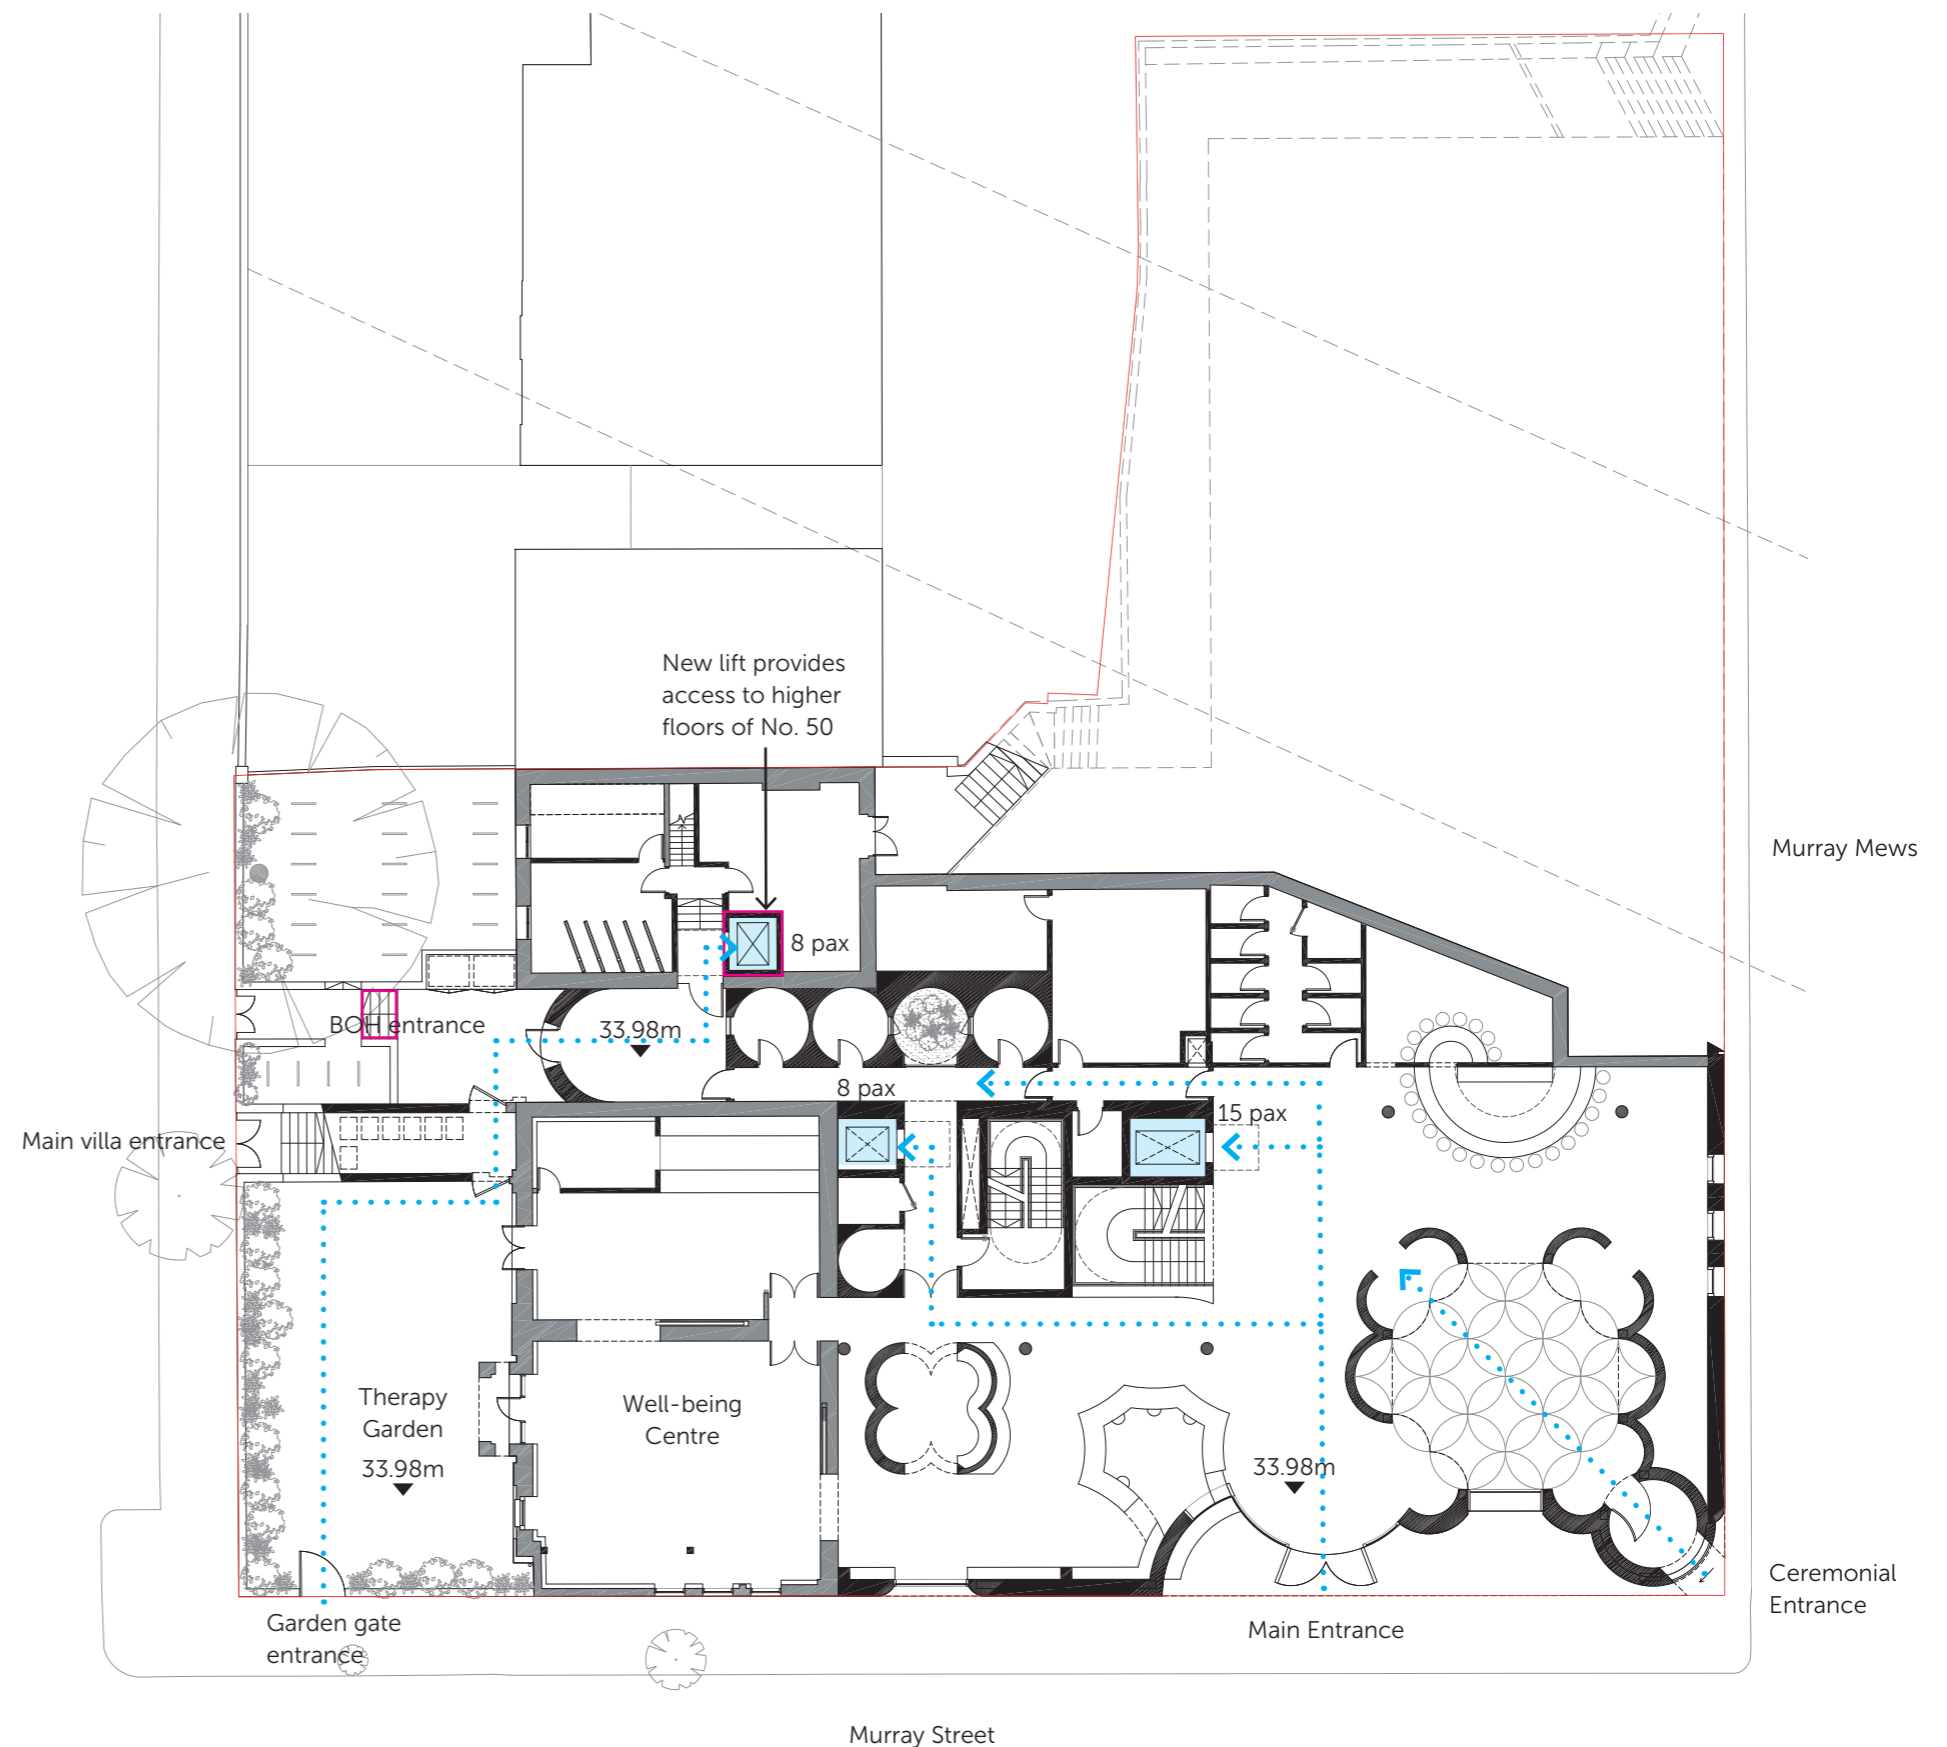 New lift provides
access to higher
floors of No. 50
Murray Mews
8 pax
BOH entrance
33.98m
8 pax
15 pax
Main villa entrance
Therapy
Garden
33.98m
Well-being
Centre
33.98m
Ceremonial
Entrance
Garden gate
entrance
Main Entrance
Murray Street